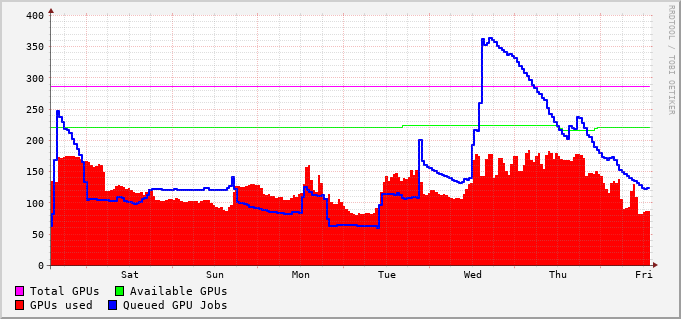 400
350
300
250
200
150
100
50
0
Sat Sun Mon Tue Wed Thu Fri
Total GPUs Available GPUs
GPUs used Queued GPU Jobs
RRDTOOL / TOBI OETIKER